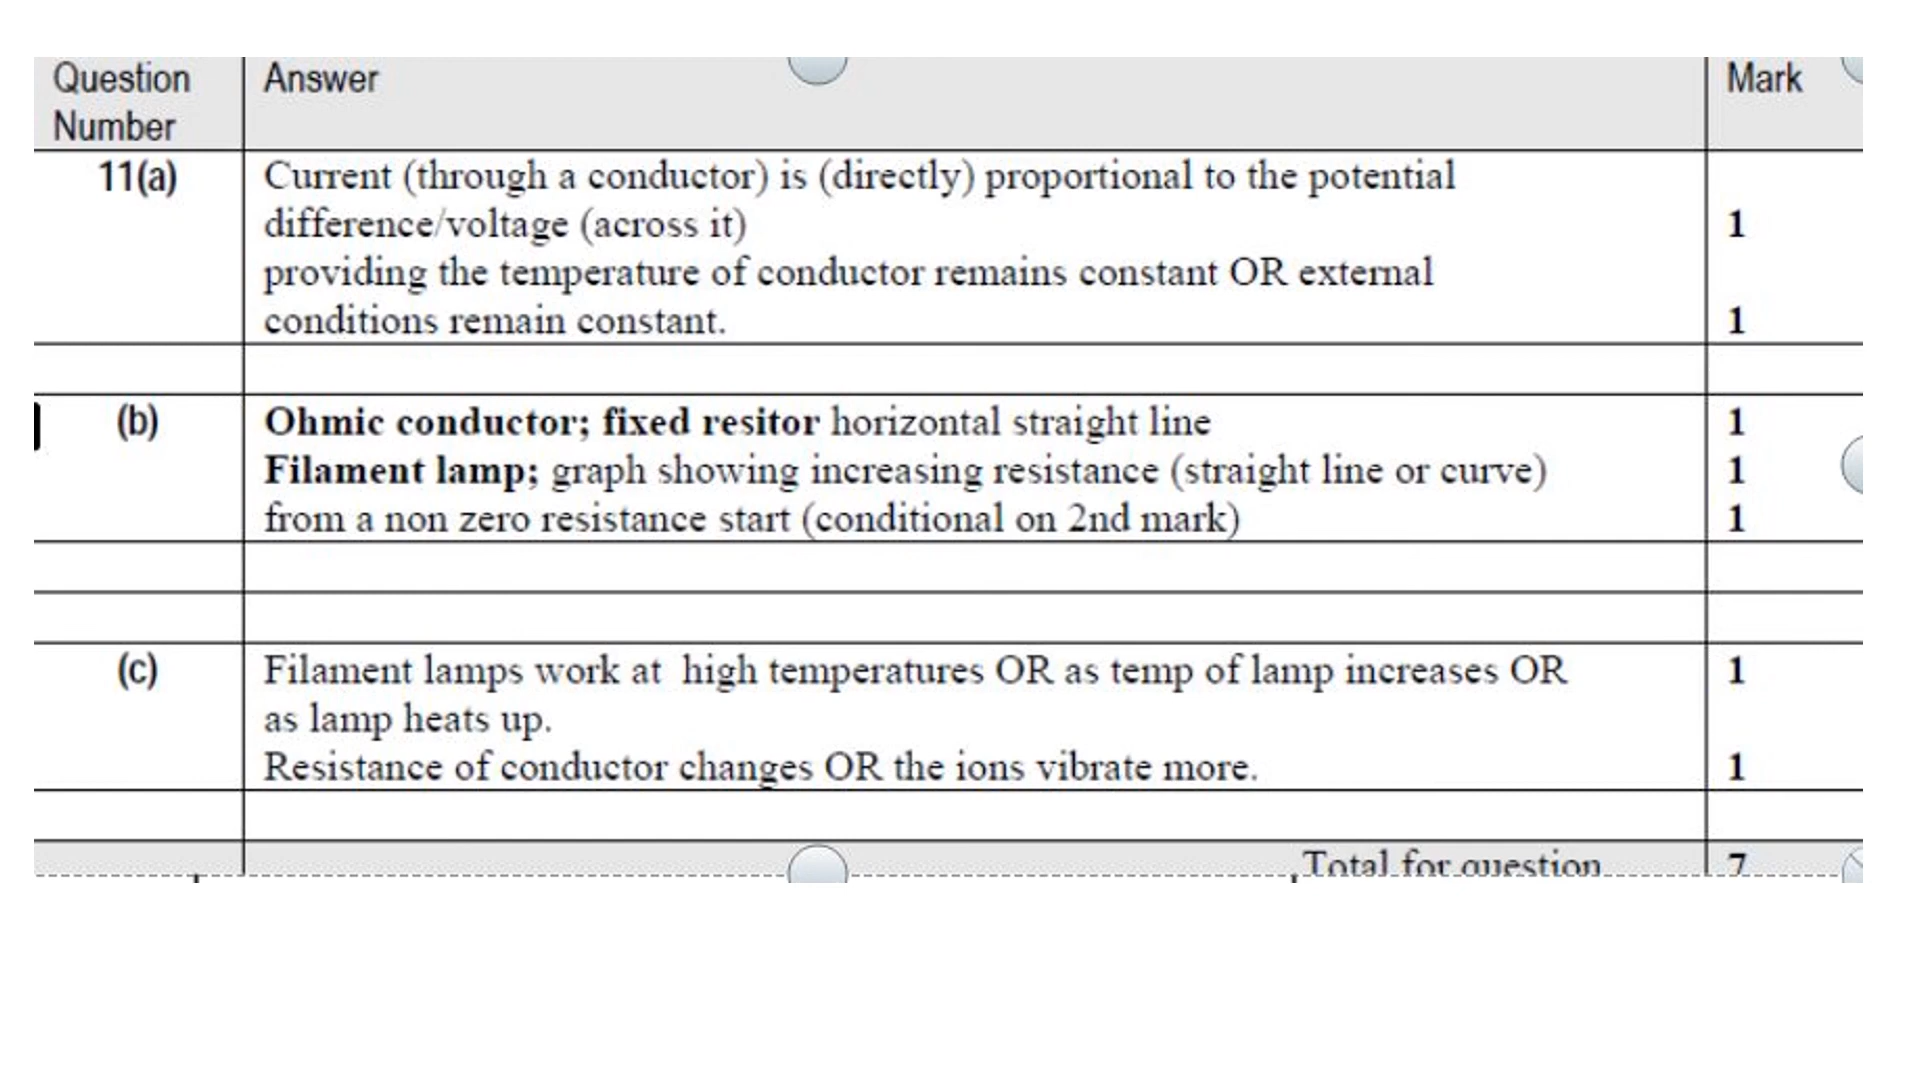 Question Number Answer Mark
11(a) Current (through a conductor) is (directly) proportional to the potential
difference/voltage (across it) 1
providing the temperature of conductor remains constant OR external
conditions remain constant. 1
(b) Ohmic conductor; fixed resitor horizontal straight line 1
Filament lamp; graph showing increasing resistance (straight line or curve) 1
from a non zero resistance start (conditional on 2nd mark) 1
(c) Filament lamps work at high temperatures OR as temp of lamp increases OR 1
as lamp heats up.
Resistance of conductor changes OR the ions vibrate more. 1
Total for question 7